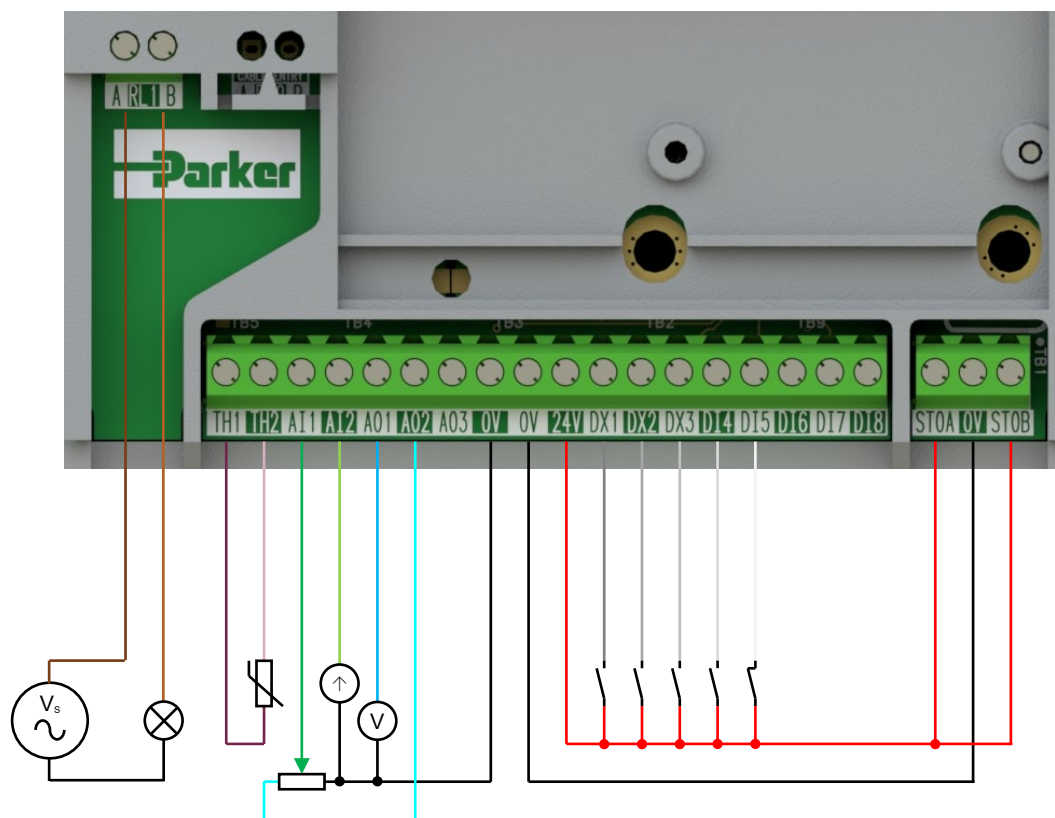 A RL1 B
CABLE ENTRY
Parker
TB5 TB4 TB3 TB2 TB9
TB1
TH1 TH2 AI1 AI2 AO1 AO2 AO3 0V 0V 24V DX1 DX2 DX3 DI4 DI5 DI6 DI7 DI8
STOA 0V STOB
Vs
V